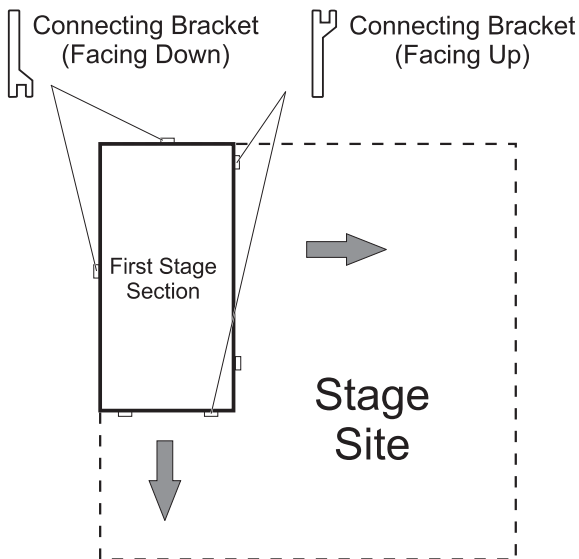 Connecting Bracket
(Facing Down)
Connecting Bracket
(Facing Up)
First Stage
Section
Stage
Site